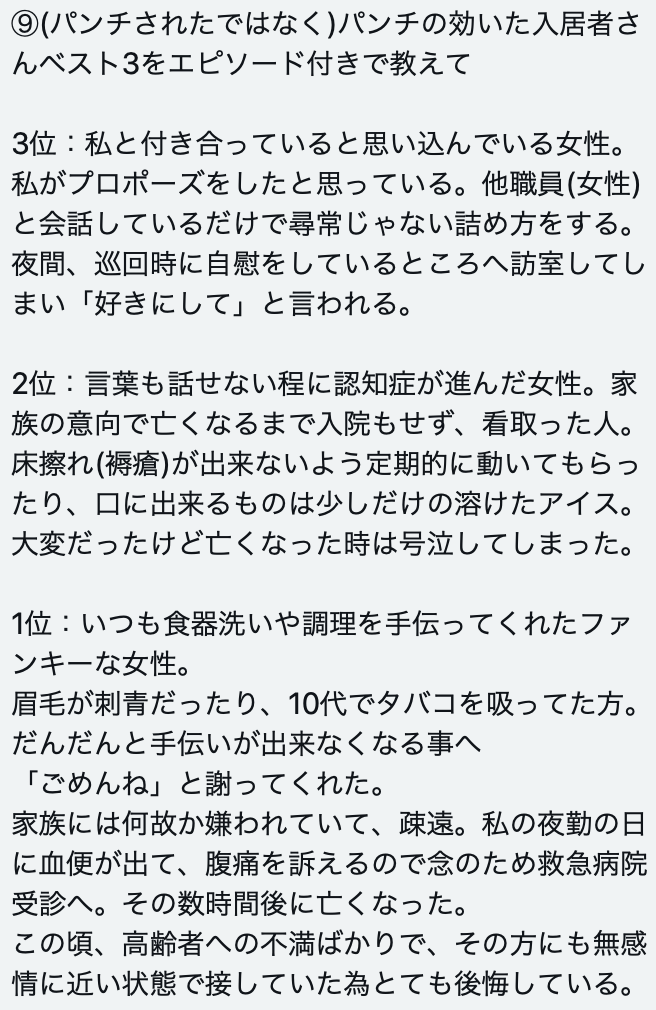 ⑨(パンチされたではなく)パンチの効いた入居者さ
んベスト3をエピソード付きで教えて
3位：私と付き合っていると思い込んでいる女性。
私がプロポーズをしたと思っている。他職員(女性)
と会話しているだけで尋常じゃない詰め方をする。
夜間、巡回時に自慰をしているところへ訪室してし
まい「好きにして」と言われる。
2位：言葉も話せない程に認知症が進んだ女性。家
族の意向で亡くなるまで入院もせず、看取った人。
床擦れ(褥瘡)が出来ないよう定期的に動いてもらっ
たり、口に出来るものは少しだけの溶けたアイス。
大変だったけど亡くなった時は号泣してしまった。
1位：いつも食器洗いや調理を手伝ってくれたファ
ンキーな女性。
眉毛が刺青だったり、10代でタバコを吸ってた方。
だんだんと手伝いが出来なくなる事へ
「ごめんね」と謝ってくれた。
家族には何故か嫌われていて、疎遠。私の夜勤の日
に血便が出て、腹痛を訴えるので念のため救急病院
受診へ。その数時間後に亡くなった。
この頃、高齢者への不満ばかりで、その方にも無感
情に近い状態で接していた為とても後悔している。